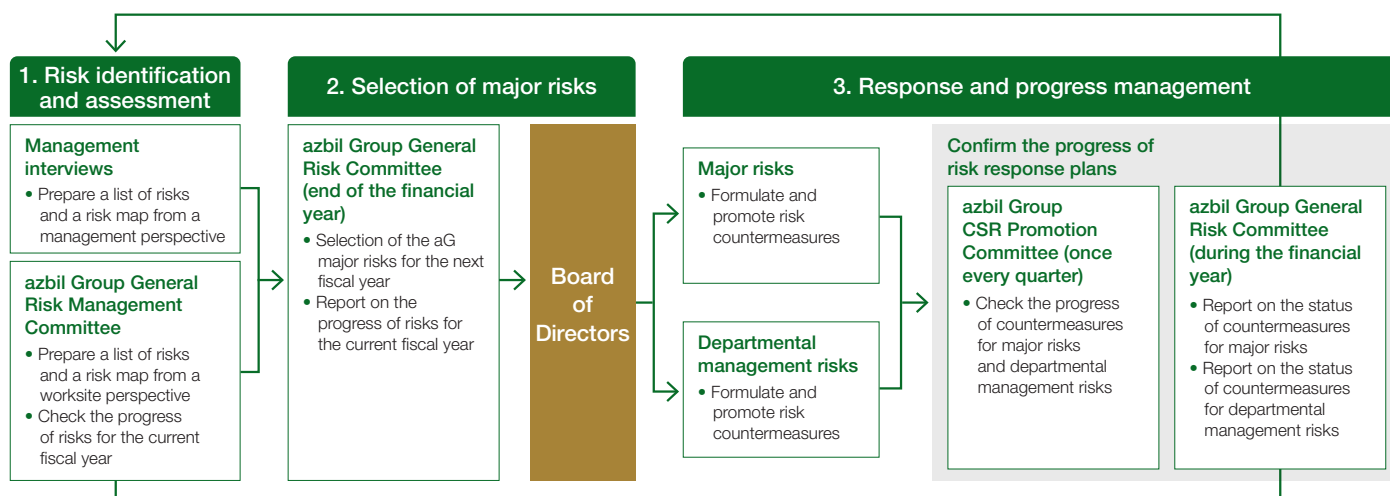 1. Risk identification
and assessment
Management
interviews
• Prepare a list of risks
and a risk map from a
management perspective
azbil Group General
Risk Management
Committee
• Prepare a list of risks
and a risk map from a
worksite perspective
• Check the progress
of risks for the current
fiscal year
2. Selection of major risks
azbil Group General
Risk Committee
(end of the financial
year)
• Selection of the aG
major risks for the next
fiscal year
• Report on the
progress of risks for
the current fiscal year
Board
of
Directors
3. Response and progress management
Major risks
• Formulate and
promote risk
countermeasures
Departmental
management risks
• Formulate and
promote risk
countermeasures
Confirm the progress of
risk response plans
azbil Group
CSR Promotion
Committee (once
every quarter)
• Check the progress
of countermeasures
for major risks
and departmental
management risks
azbil Group General
Risk Committee
(during the financial
year)
• Report on the status
of countermeasures
for major risks
• Report on the status
of countermeasures
for departmental
management risks